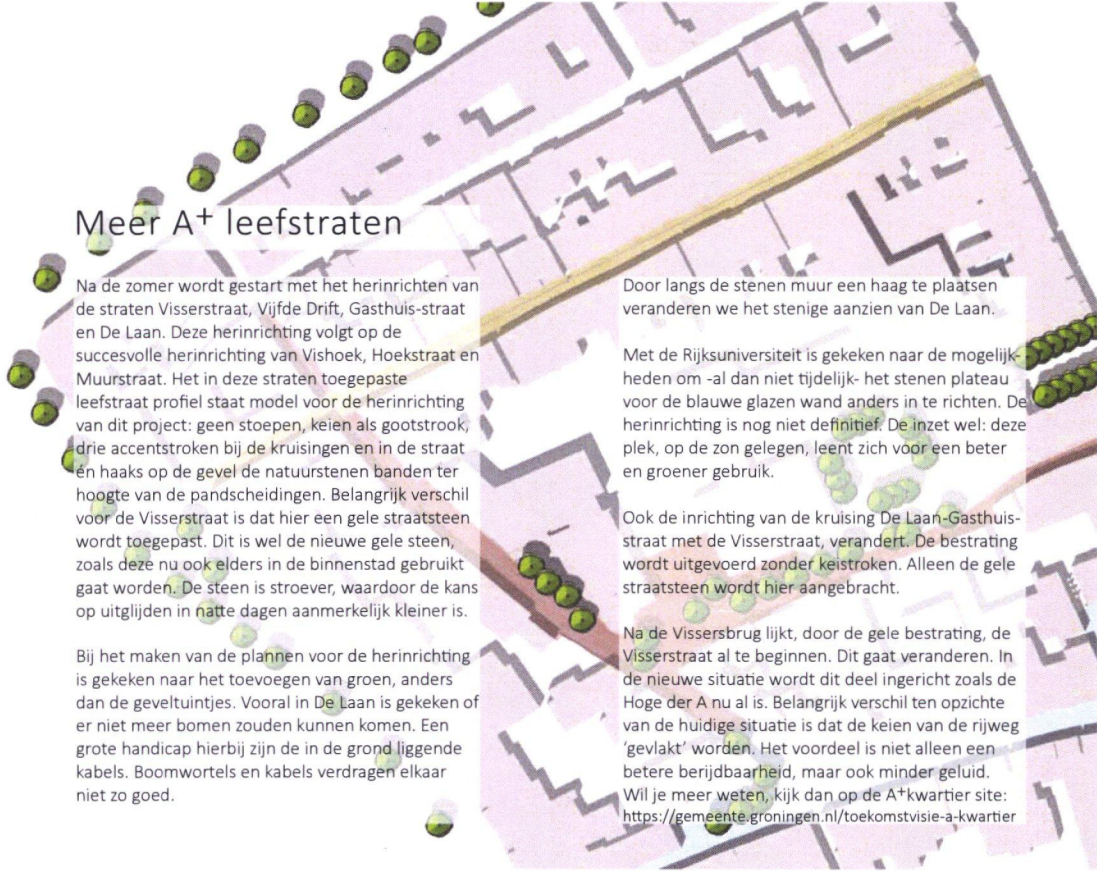 Meer A+ leefstraten
Na de zomer wordt gestart met het herinrichten van
de straten Visserstraat, Vijfde Drift, Gasthuis-straat
en De Laan. Deze herinrichting volgt op de
succesvolle herinrichting van Vishoek, Hoekstraat en
Muurstraat. Het in deze straten toegepaste
leefstraat profiel staat model voor de herinrichting
van dit project: geen stoepen, keien als gootstrook,
drie accentstroken bij de kruisingen en in de straat
én haaks op de gevel de natuurstenen banden ter
hoogte van de pandscheidingen. Belangrijk verschil
voor de Visserstraat is dat hier een gele straatsteen
wordt toegepast. Dit is wel de nieuwe gele steen,
zoals deze nu ook elders in de binnenstad gebruikt
gaat worden. De steen is stroever, waardoor de kans
op uitglijden in natte dagen aanmerkelijk kleiner is.
Bij het maken van de plannen voor de herinrichting
is gekeken naar het toevoegen van groen, anders
dan de geveltuintjes. Vooral in De Laan is gekeken of
er niet meer bomen zouden kunnen komen. Een
grote handicap hierbij zijn de in de grond liggende
kabels. Boomwortels en kabels verdragen elkaar
niet zo goed.
Door langs de stenen muur een haag te plaatsen
veranderen we het stenige aanzien van De Laan.
Met de Rijksuniversiteit is gekeken naar de mogelijk-
heden om -al dan niet tijdelijk- het stenen plateau
voor de blauwe glazen wand anders in te richten. De
herinrichting is nog niet definitief. De inzet wel: deze
plek, op de zon gelegen, leent zich voor een beter
en groener gebruik.
Ook de inrichting van de kruising De Laan-Gasthuis-
straat met de Visserstraat, verandert. De bestrating
wordt uitgevoerd zonder keistroken. Alleen de gele
straatsteen wordt hier aangebracht.
Na de Vissersbrug lijkt, door de gele bestrating, de
Visserstraat al te beginnen. Dit gaat veranderen. In
de nieuwe situatie wordt dit deel ingericht zoals de
Hoge der A nu al is. Belangrijk verschil ten opzichte
van de huidige situatie is dat de keien van de rijweg
‘gevlakt’ worden. Het voordeel is niet alleen een
betere berijdbaarheid, maar ook minder geluid.
Wil je meer weten, kijk dan op de A+kwartier site:
https://gemeente.groningen.nl/toekomstvisie-a-kwartier